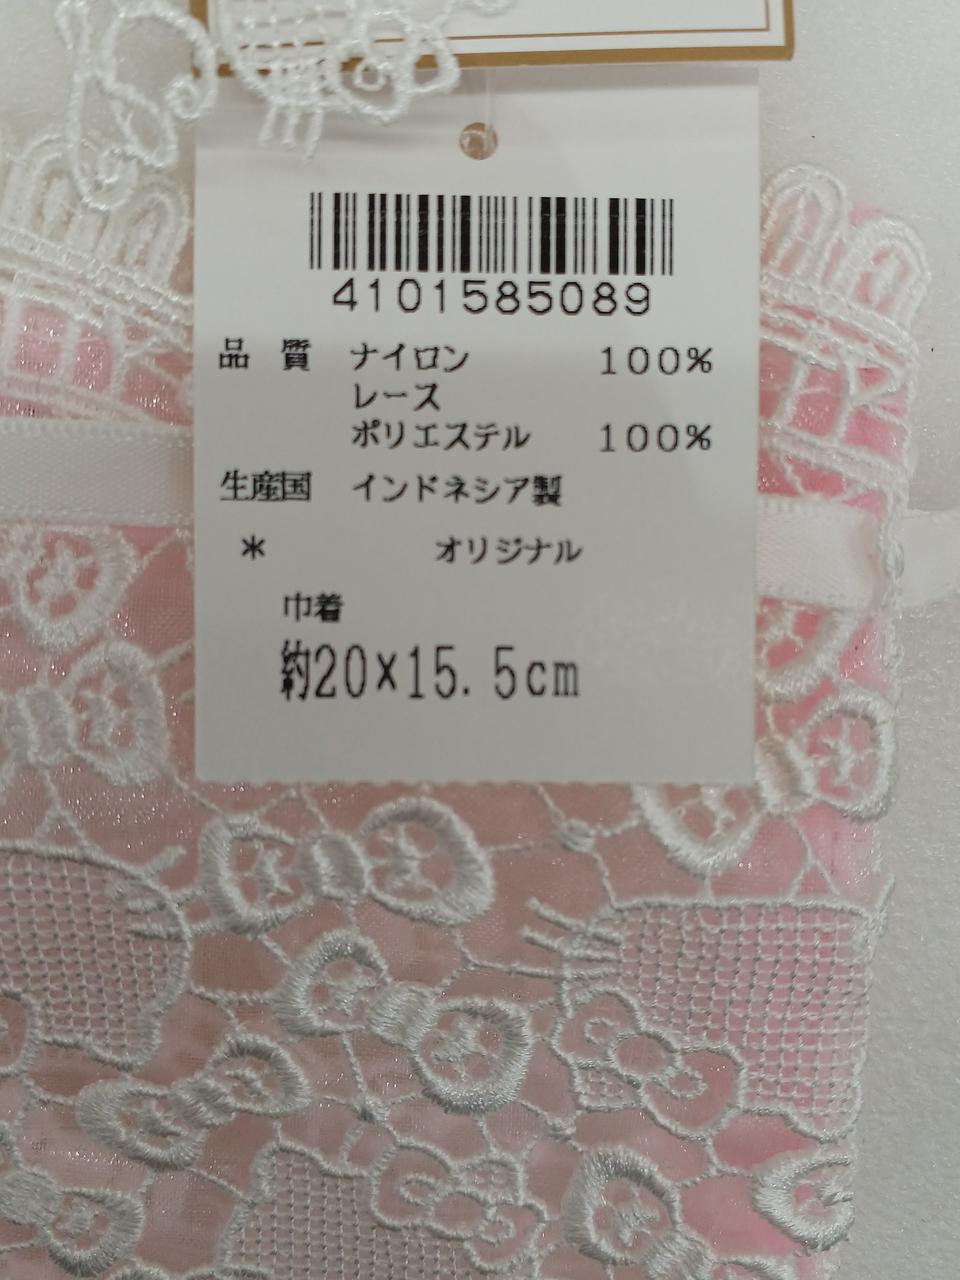 4101585089
品 質 ナイロン 100%
レース
ポリエステル 100%
生産国 インドネシア製
* オリジナル
巾着
約20×15.5cm